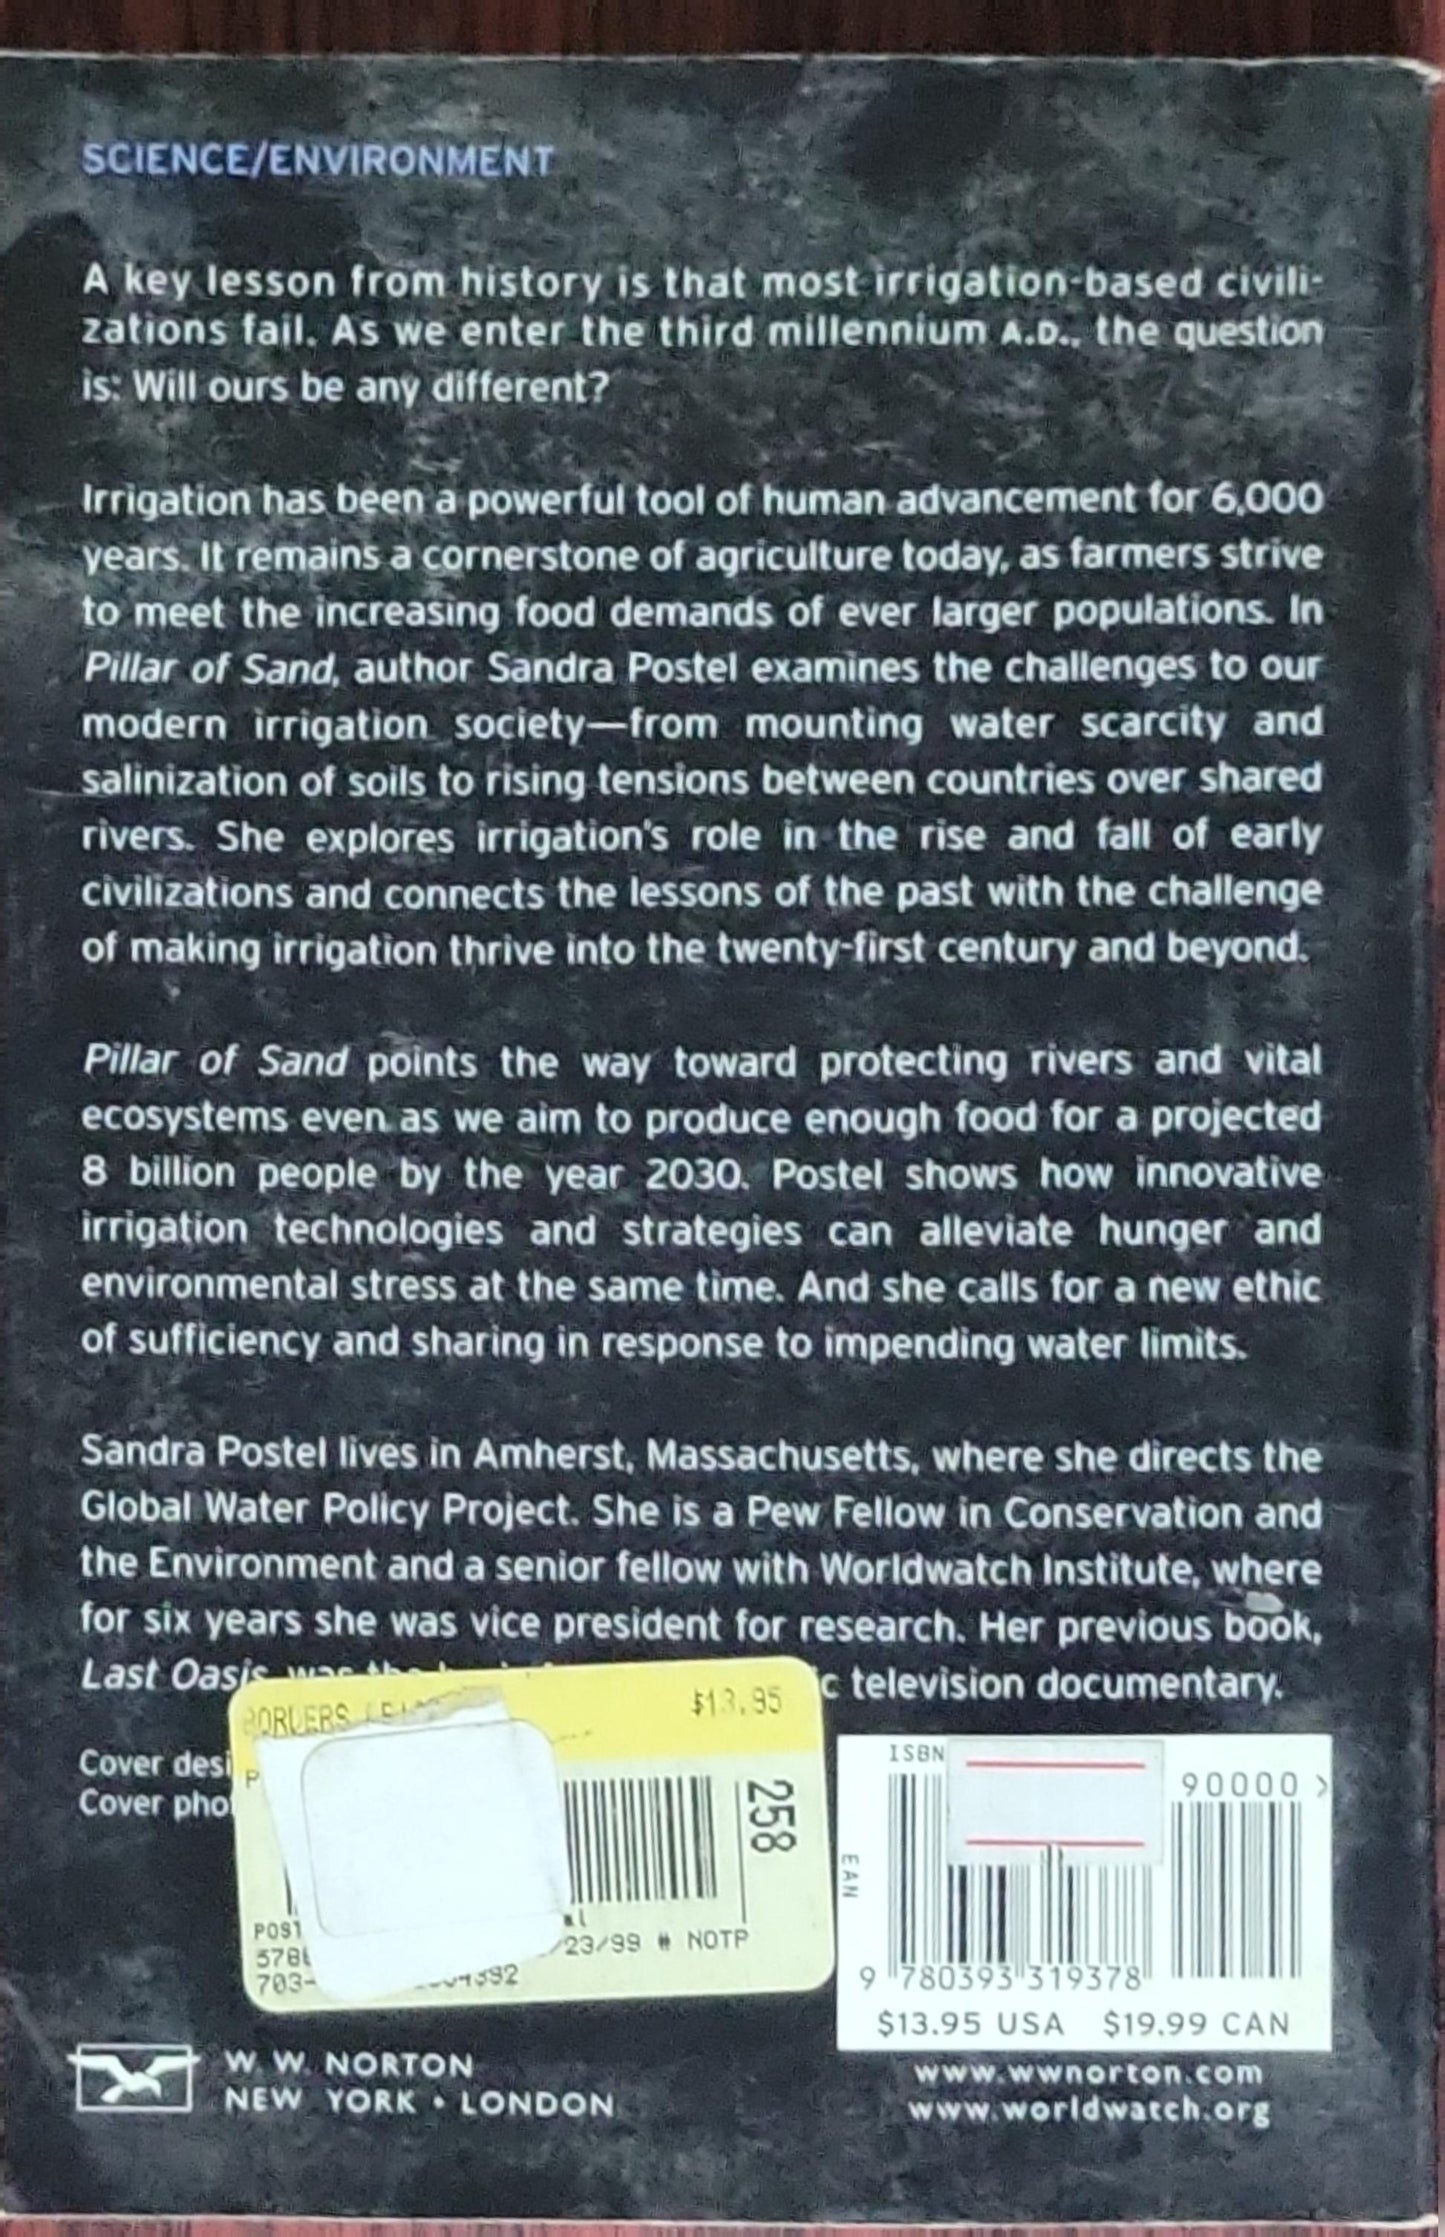 SCIENCE/ENVIRONMENT
A key lesson from history is that most irrigation-based civili-
zations fail. As we enter the third millennium A.D., the question
is: Will ours be any different?
Irrigation has been a powerful tool of human advancement for 6,000
years. It remains a cornerstone of agriculture today, as farmers strive
to meet the increasing food demands of ever larger populations. In
Pillar of Sand, author Sandra Postel examines the challenges to our
modern irrigation society—from mounting water scarcity and
salinization of soils to rising tensions between countries over shared
rivers. She explores irrigation's role in the rise and fall of early
civilizations and connects the lessons of the past with the challenge
of making irrigation thrive into the twenty-first century and beyond.
Pillar of Sand points the way toward protecting rivers and vital
ecosystems even as we aim to produce enough food for a projected
8 billion people by the year 2030. Postel shows how innovative
irrigation technologies and strategies can alleviate hunger and
environmental stress at the same time. And she calls for a new ethic
of sufficiency and sharing in response to impending water limits.
Sandra Postel lives in Amherst, Massachusetts, where she directs the
Global Water Policy Project. She is a Pew Fellow in Conservation and
the Environment and a senior fellow with Worldwatch Institute, where
for six years she was vice president for research. Her previous book,
Last Oasis, was the television documentary.
BORDERS $13.95
Cover
Cover
258
23/99 # NOTP
703-
ISBN
90000 >
EAN
9 780393 319378
$13.95 USA $19.99 CAN
W. W. NORTON
NEW YORK • LONDON
www.wwnorton.com
www.worldwatch.org